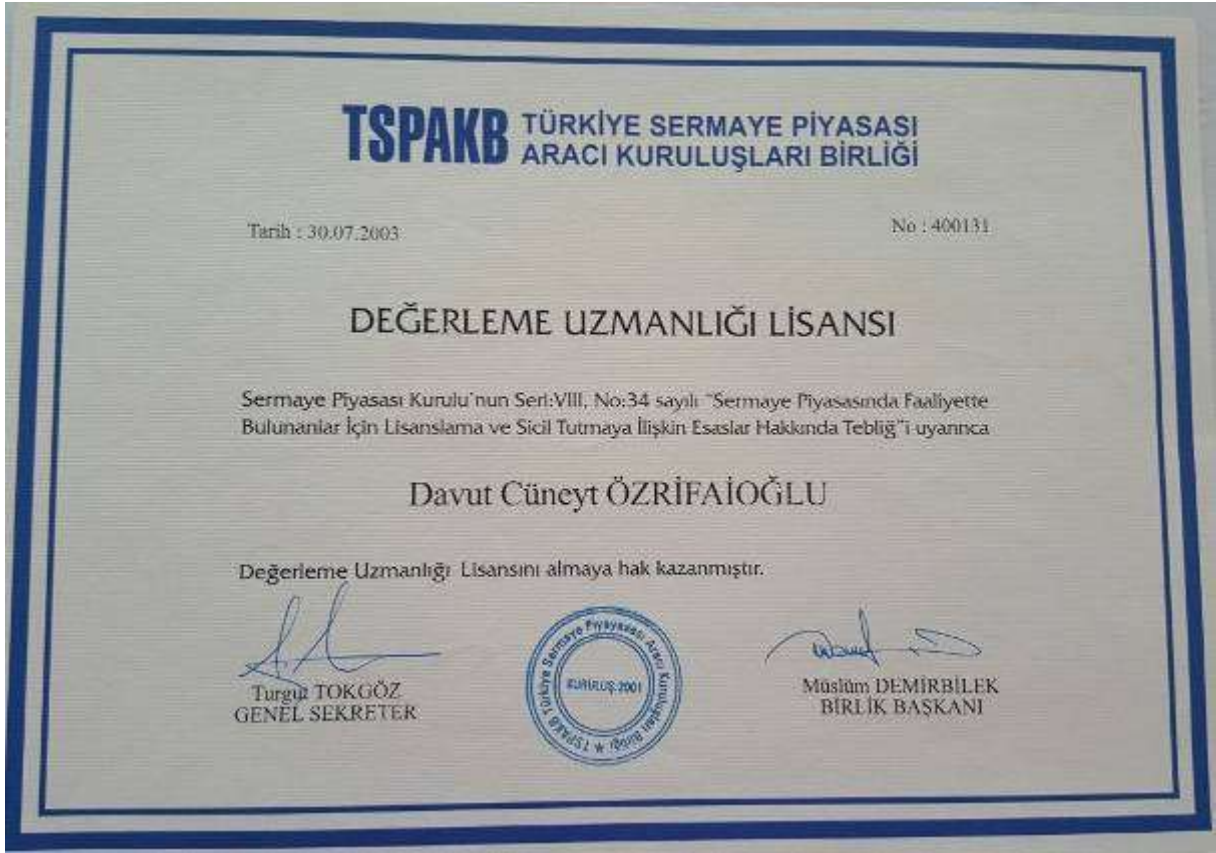 TSPAKB TÜRKİYE SERMAYE PİYASASI
ARACI KURULUŞLARI BİRLİĞİ
Tarih : 30.07.2003
No : 400131
DEĞERLEME UZMANLIĞI LİSANSI
Sermaye Piyasası Kurulu'nun Seri:VIII, No:34 sayılı "Sermaye Piyasasında Faaliyette
Bulunanlar İçin Lisanslama ve Sicil Tutmaya İlişkin Esaslar Hakkında Tebliğ"i uyarınca
Davut Cüneyt ÖZRİFAİOĞLU
Değerleme Uzmanlığı Lisansını almaya hak kazanmıştır.
TSPAKB Türkiye Sermaye Piyayasası Aracı Kuruluşları Birliği ★
KURULUŞ-2001
Turgut TOKGÖZ
GENEL SEKRETER
Müslüm DEMİRBİLEK
BİRLİK BAŞKANI